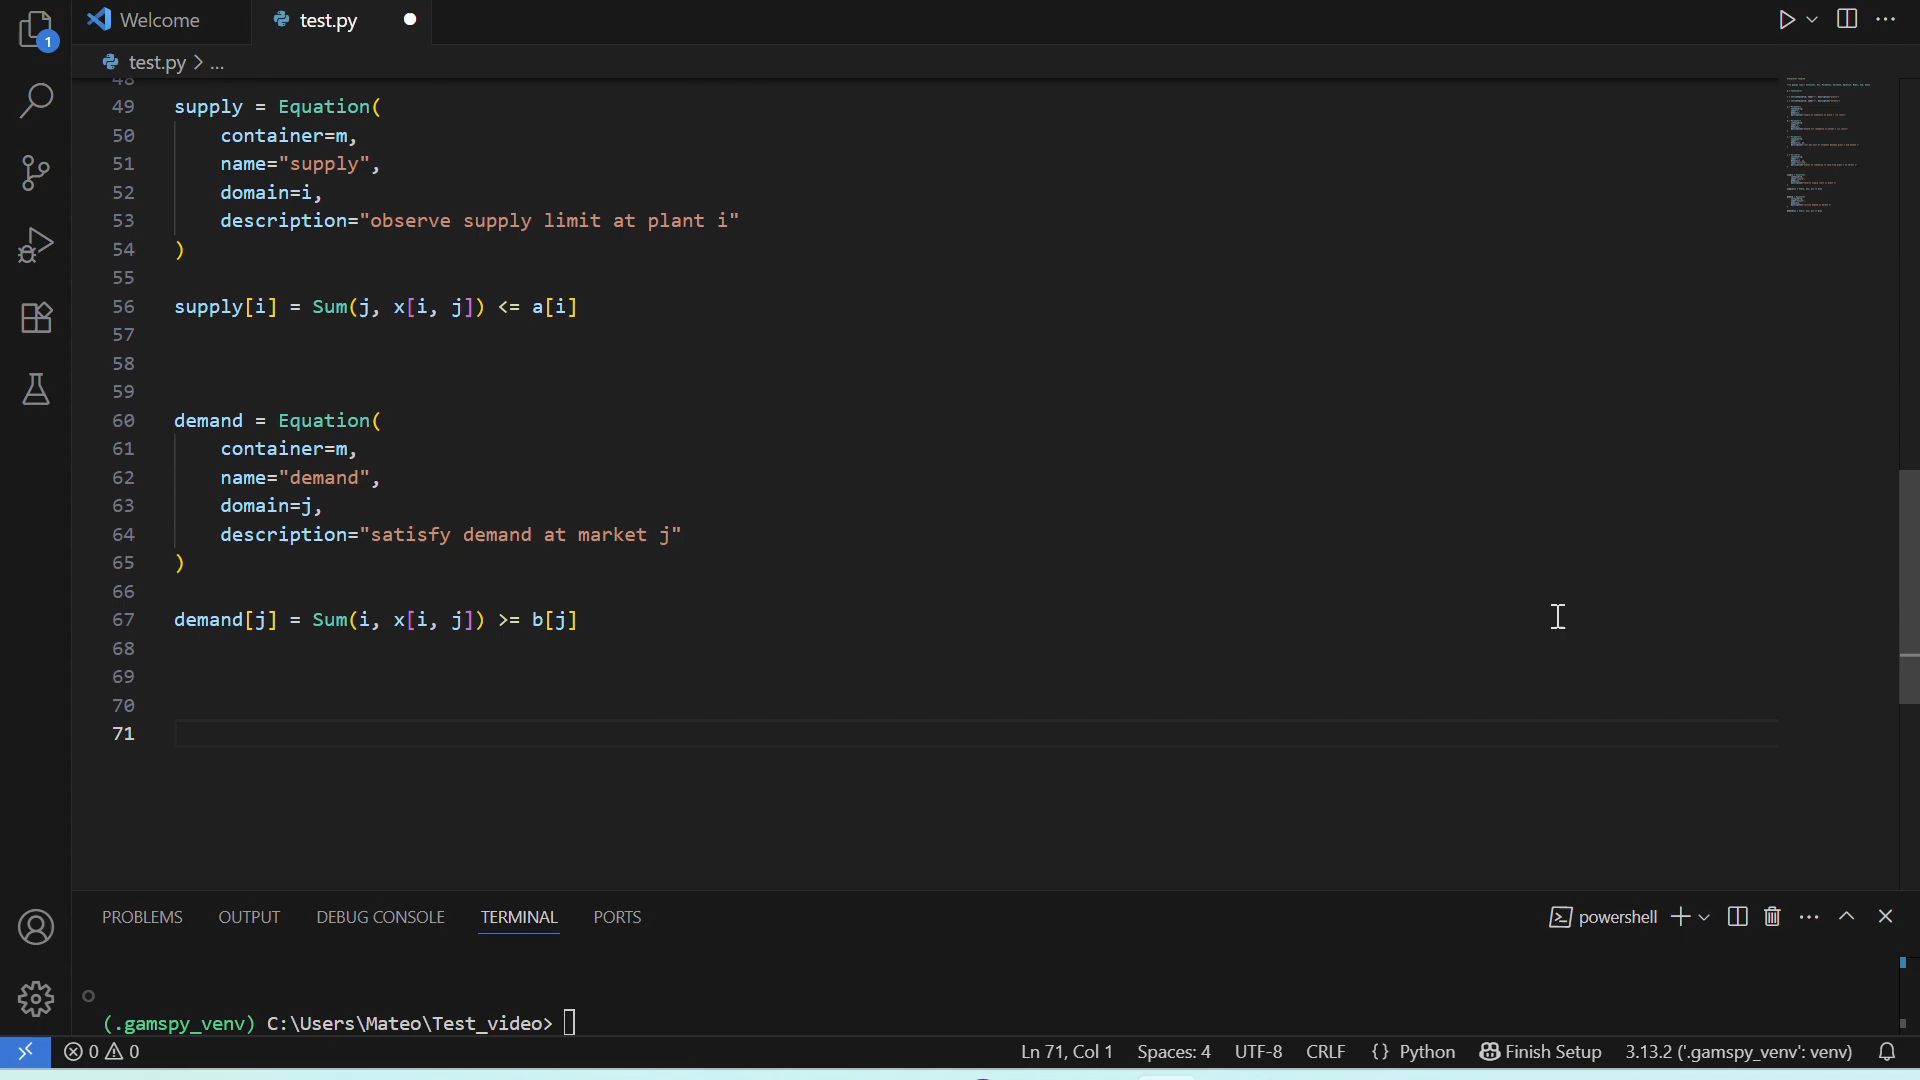 1
Welcome
test.py
test.py > ...
48
49 supply = Equation(
50     container=m,
51     name="supply",
52     domain=i,
53     description="observe supply limit at plant i"
54 )
55
56 supply[i] = Sum(j, x[i, j]) <= a[i]
57
58
59
60 demand = Equation(
61     container=m,
62     name="demand",
63     domain=j,
64     description="satisfy demand at market j"
65 )
66
67 demand[j] = Sum(i, x[i, j]) >= b[j]
68
69
70
71
PROBLEMS OUTPUT DEBUG CONSOLE TERMINAL PORTS
powershell
(.gamspy_venv) C:\Users\Mateo\Test_video>
0 0 Ln 71, Col 1 Spaces: 4 UTF-8 CRLF {} Python Finish Setup 3.13.2 ('.gamspy_venv': venv)